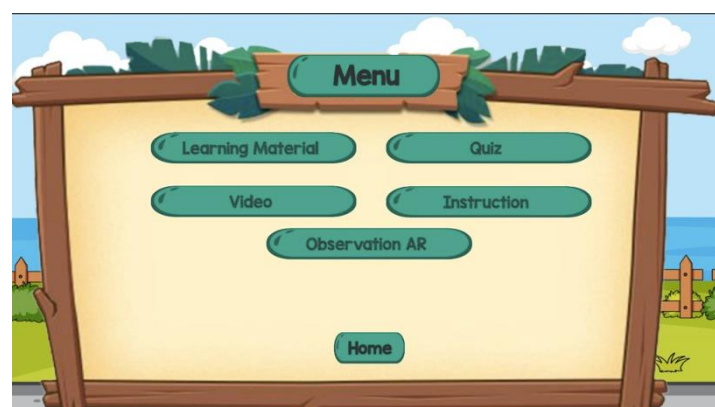 Menu
Learning Material
Quiz
Video
Instruction
Observation AR
Home